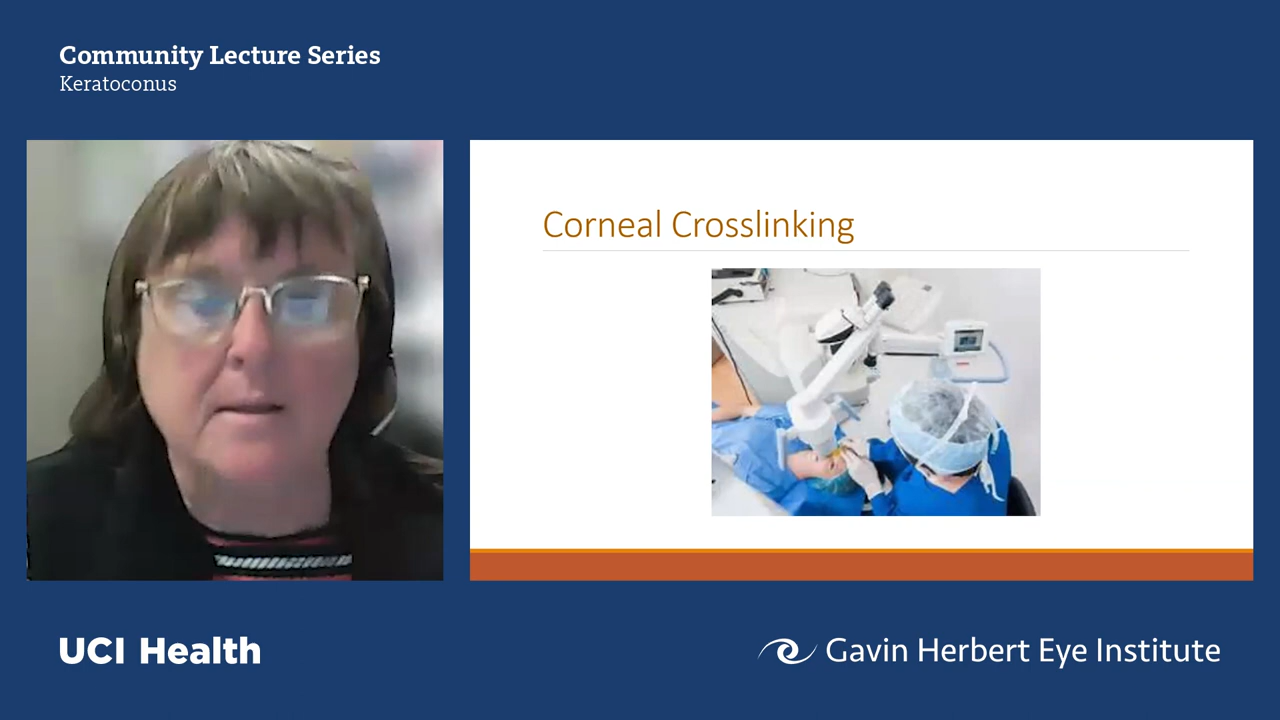 Community Lecture Series
Keratoconus
Corneal Crosslinking
UCI Health
Gavin Herbert Eye Institute